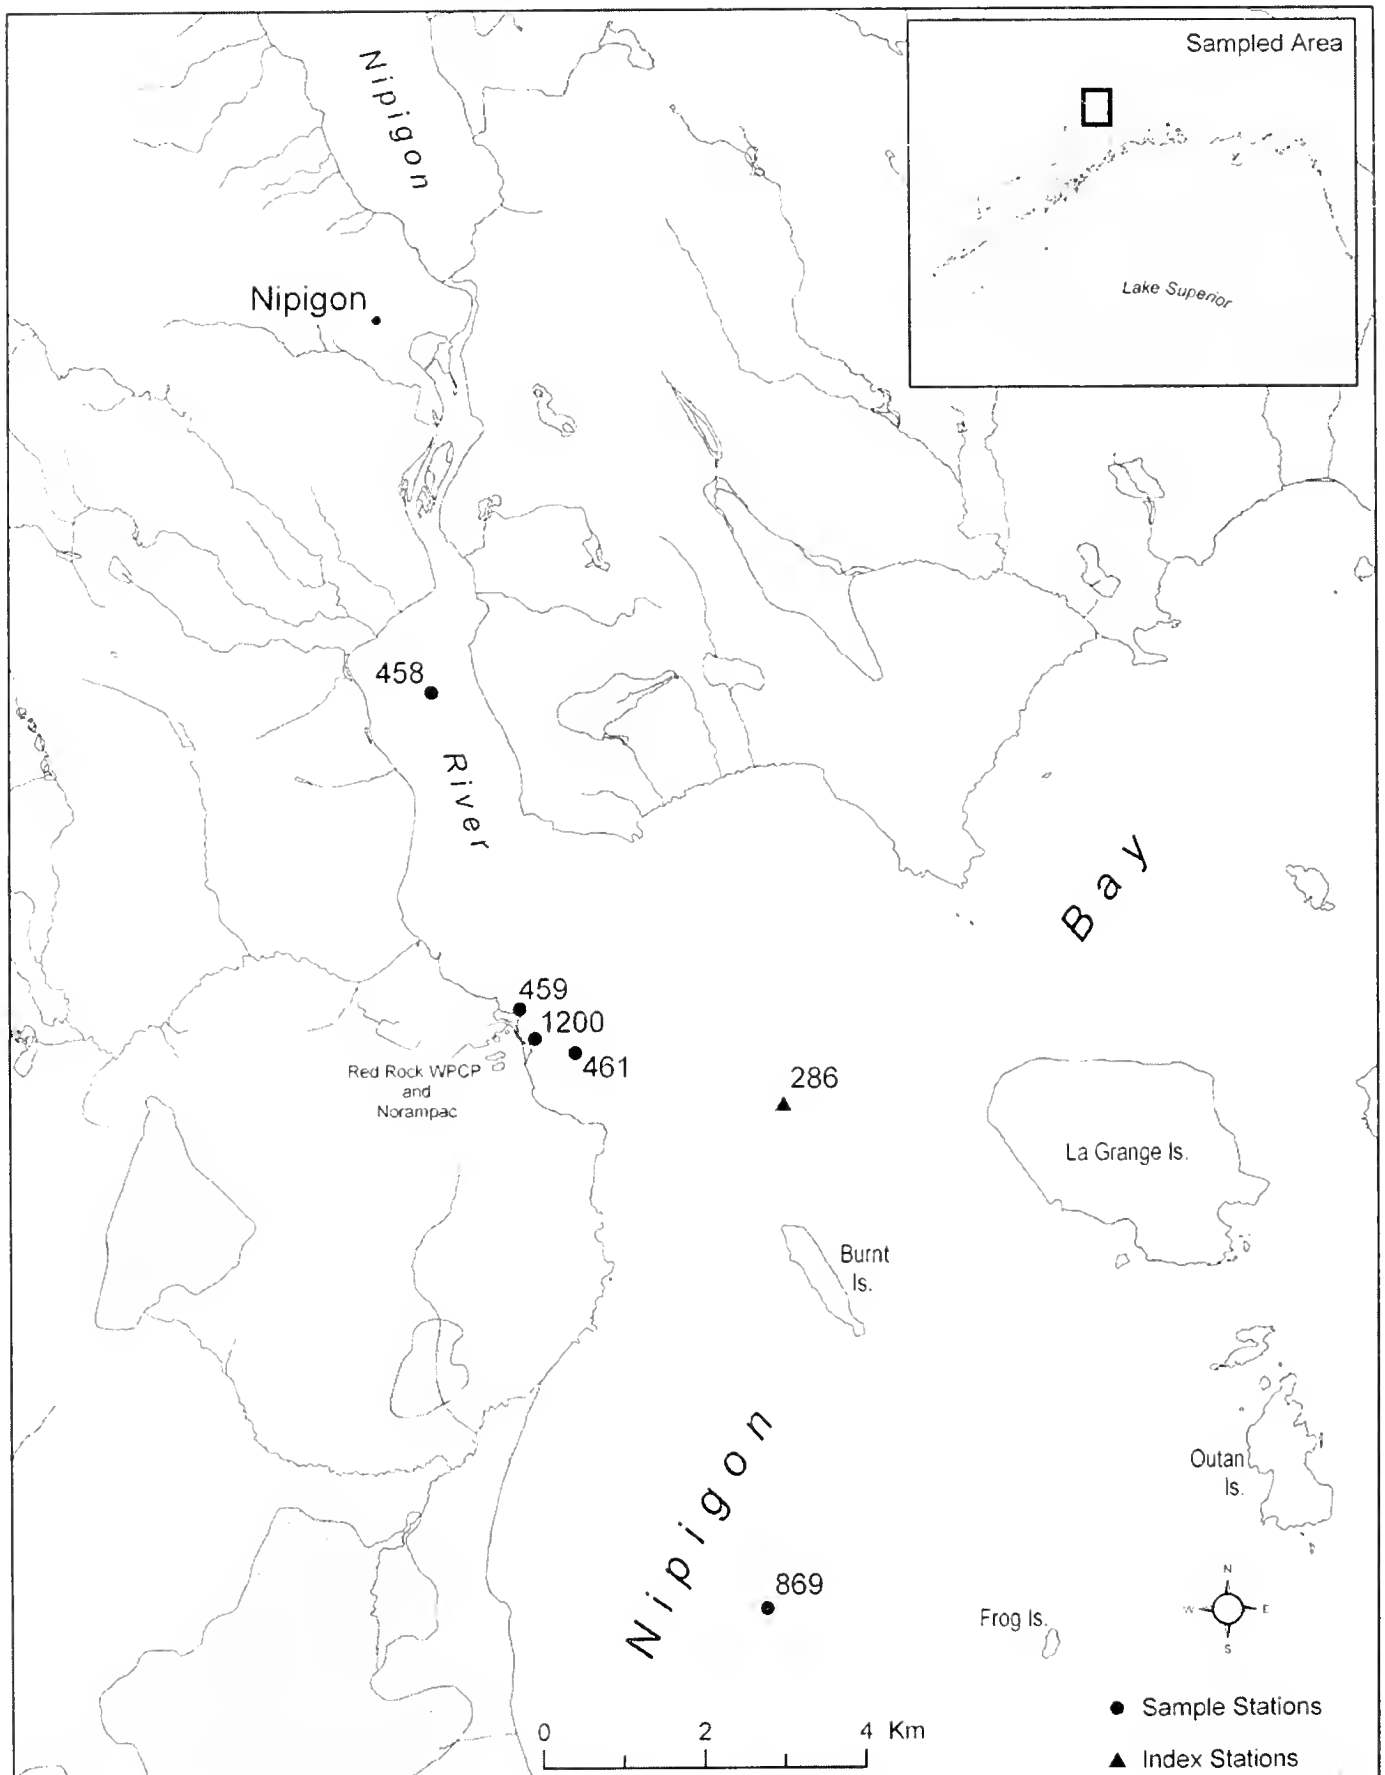 Sampled Area
Nipigon
Lake Superior
Nipigon
458
River
Bay
459
1200
461
286
Red Rock WPCP
and
Norampac
La Grange Is.
Burnt
Is.
Nipigon
Outan
Is.
869
Frog Is.
N
W E
S
Sample Stations
0 2 4 Km
Index Stations